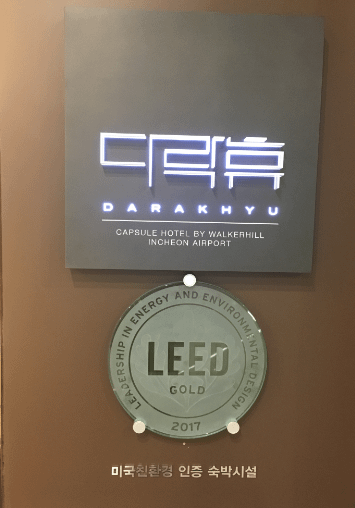 다락휴
DARAKHYU
CAPSULE HOTEL BY WALKERHILL
INCHEON AIRPORT
LEADERSHIP IN ENERGY AND ENVIRONMENTAL DESIGN
LEED
GOLD
2017
미국친환경 인증 숙박시설